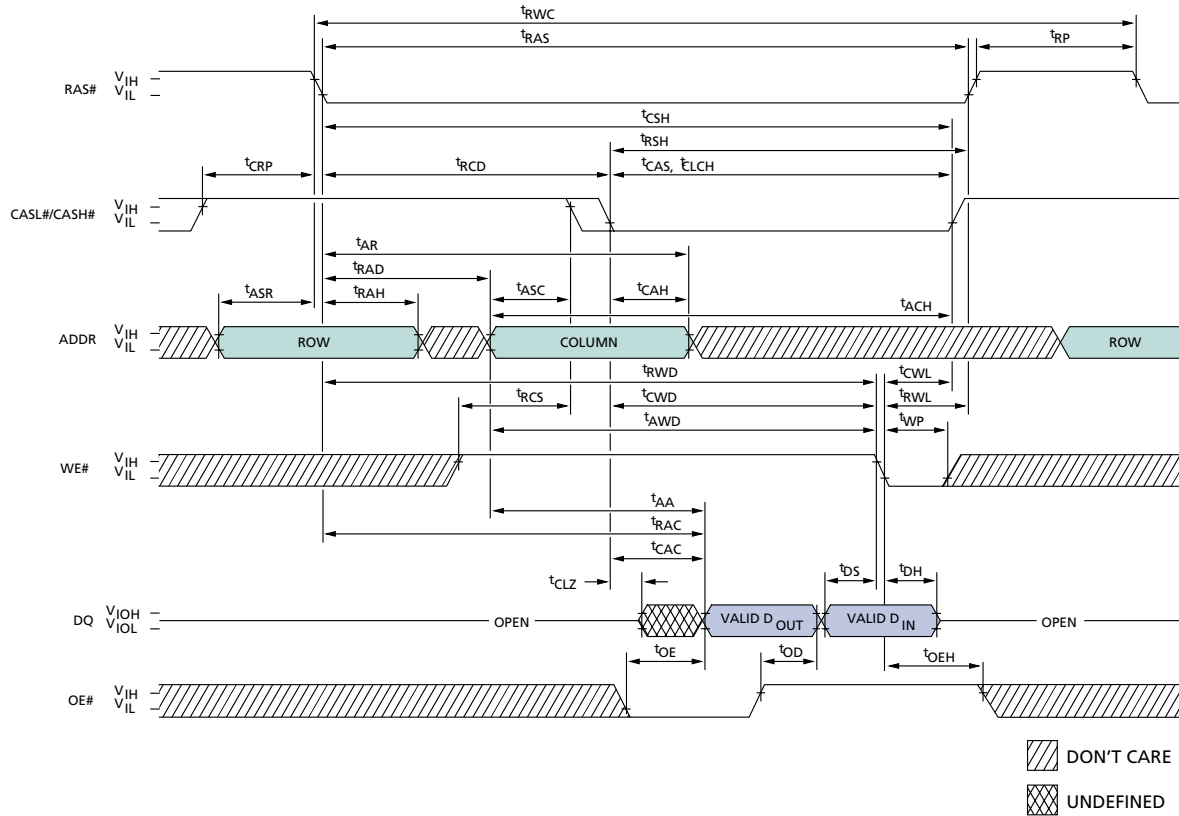 tRWC
tRAS tRP
RAS# VIH
VIL
tCSH
tRSH
tCRP tRCD tCAS, tCLCH
CASL#/CASH# VIH
VIL
tAR
tRAD
tASR tRAH tASC tCAH
tACH
ADDR VIH
VIL
ROW COLUMN ROW
tRWD tCWL
tRCS tCWD tRWL
tAWD tWP
WE# VIH
VIL
tAA
tRAC
tCAC
tCLZ tDS tDH
DQ VIOH
VIOL
OPEN VALID DOUT VALID DIN OPEN
tOE tOD tOEH
OE# VIH
VIL
DON'T CARE
UNDEFINED